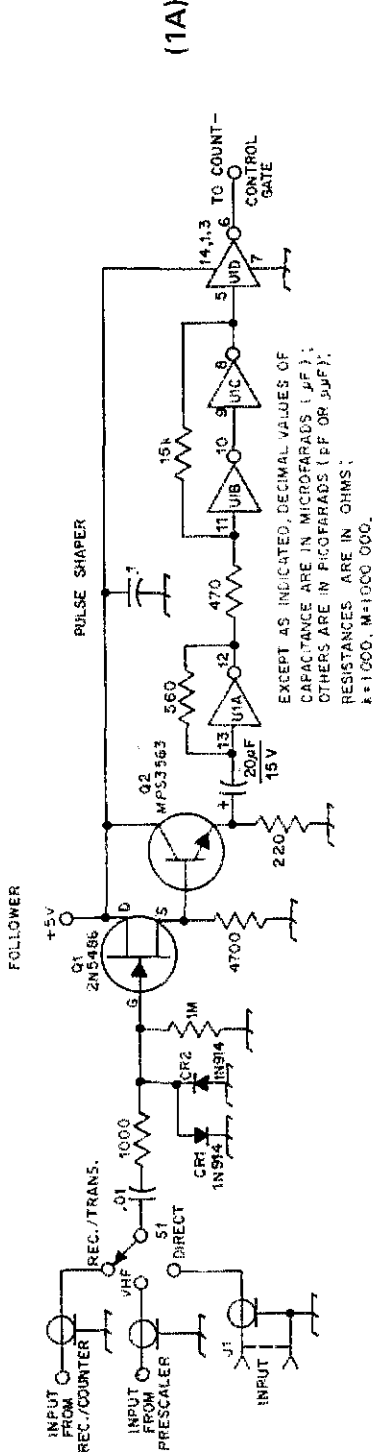 (1A)
FOLLOWER
+5V
Q1
2N5486
D
S
G
PULSE SHAPER
.1
Q2
MPS3563
560
20µF
15V
13
12
U1A
470
15k
11
10
U1B
9
8
U1C
5
14,1,3
U1D
6
7
TO COUNT-
CONTROL
GATE
INPUT
FROM
REC./COUNTER
REC./TRANS.
VHF
S1
DIRECT
INPUT
FROM
PRESCALER
J1
INPUT
.01
1000
CR1
1N914
CR2
1N914
1M
4700
220
EXCEPT AS INDICATED, DECIMAL VALUES OF
CAPACITANCE ARE IN MICROFARADS ( µF ) ;
OTHERS ARE IN PICOFARADS ( pF OR µµF);
RESISTANCES ARE IN OHMS;
k=1000, M=1000 000.